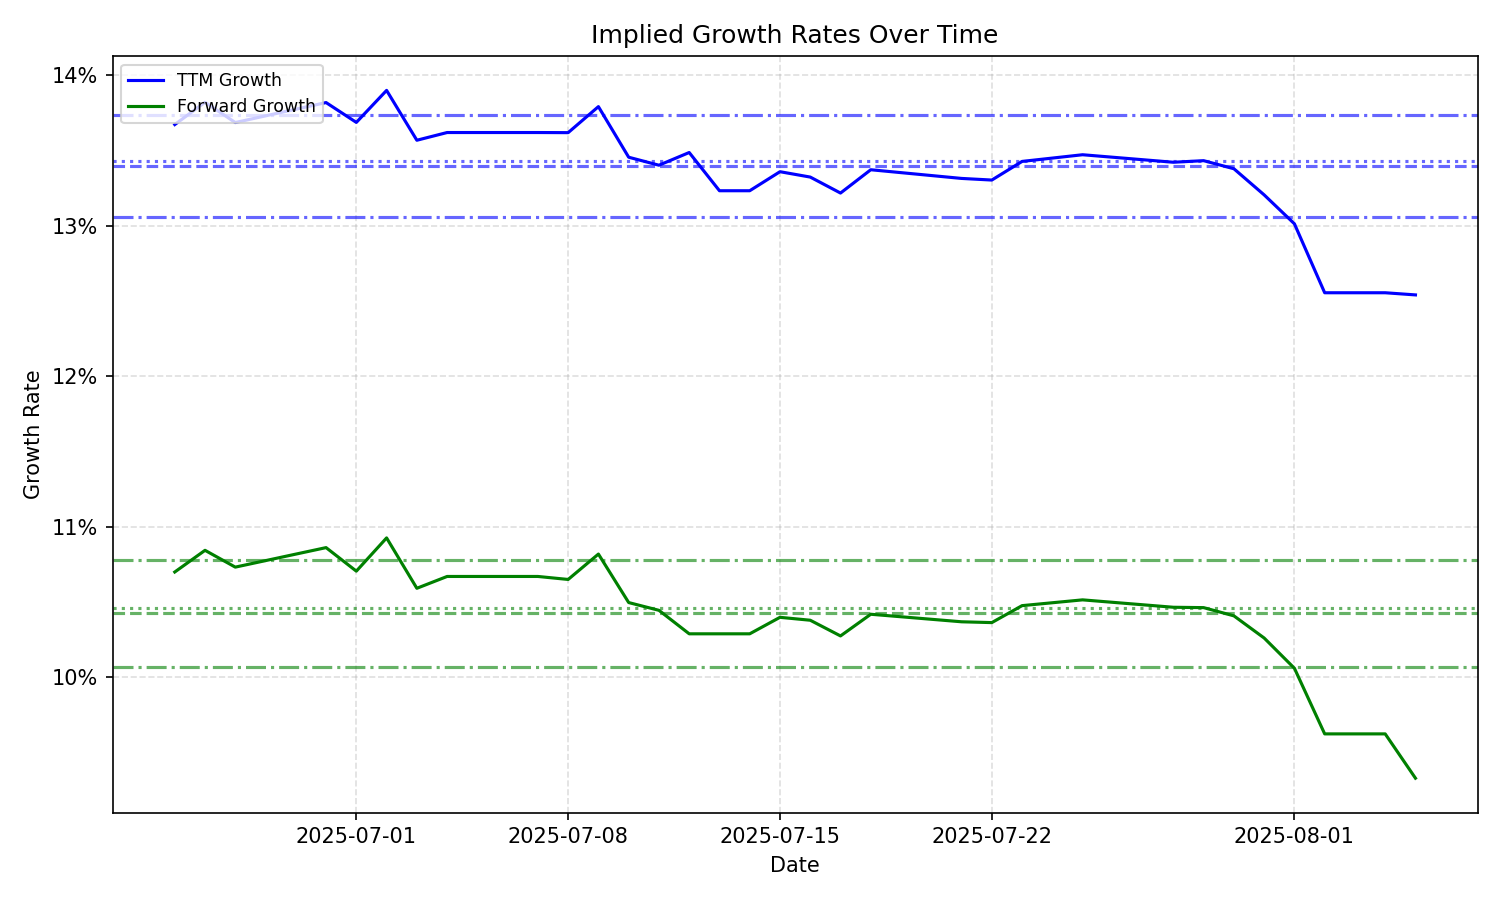 Implied Growth Rates Over Time
TTM Growth
Forward Growth
14%
13%
12%
11%
10%
Growth Rate
2025-07-01
2025-07-08
2025-07-15
2025-07-22
2025-08-01
Date